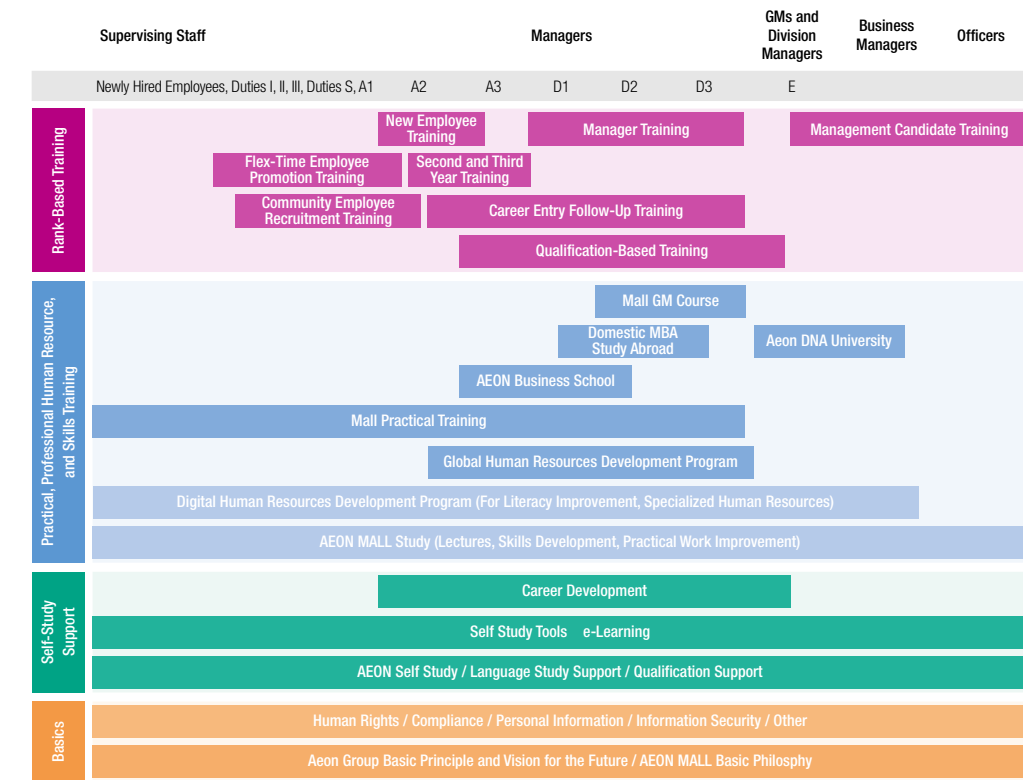 Supervising Staff
Managers
GMs and
Division
Managers
Business
Managers
Officers
Newly Hired Employees, Duties I, II, III, Duties S, A1
A2
A3
D1
D2
D3
E
Rank-Based Training
New Employee
Training
Manager Training
Management Candidate Training
Flex-Time Employee
Promotion Training
Second and Third
Year Training
Community Employee
Recruitment Training
Career Entry Follow-Up Training
Qualification-Based Training
Practical, Professional Human Resource,
and Skills Training
Mall GM Course
Domestic MBA
Study Abroad
Aeon DNA University
AEON Business School
Mall Practical Training
Global Human Resources Development Program
Digital Human Resources Development Program (For Literacy Improvement, Specialized Human Resources)
AEON MALL Study (Lectures, Skills Development, Practical Work Improvement)
Self-Study
Support
Career Development
Self Study Tools e-Learning
AEON Self Study / Language Study Support / Qualification Support
Basics
Human Rights / Compliance / Personal Information / Information Security / Other
Aeon Group Basic Principle and Vision for the Future / AEON MALL Basic Philosphy